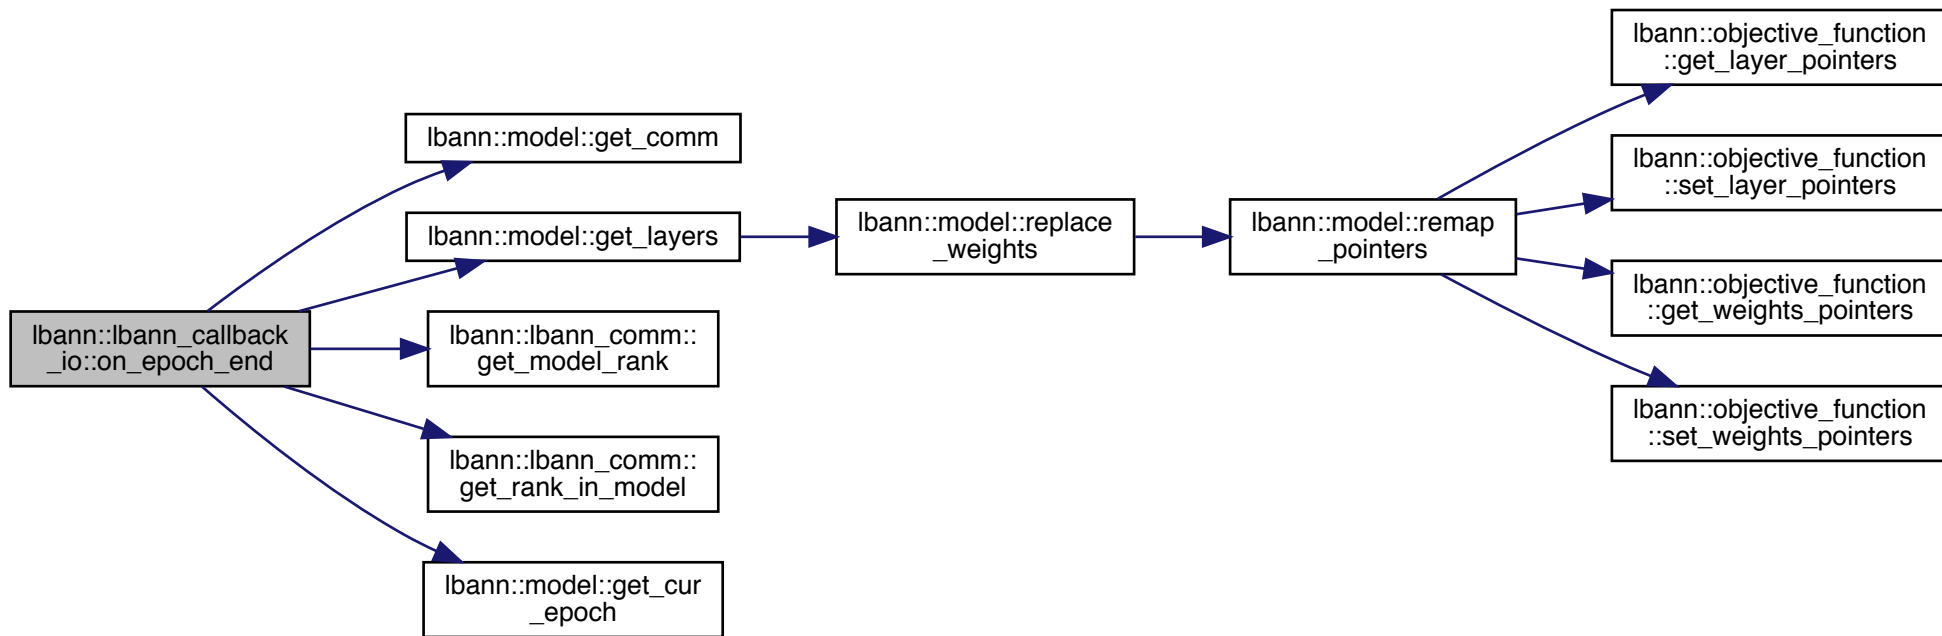 lbann::lbann_callback
_io::on_epoch_end
lbann::model::get_comm
lbann::model::get_layers
lbann::lbann_comm::
get_model_rank
lbann::lbann_comm::
get_rank_in_model
lbann::model::get_cur
_epoch
lbann::model::replace
_weights
lbann::model::remap
_pointers
lbann::objective_function
::get_layer_pointers
lbann::objective_function
::set_layer_pointers
lbann::objective_function
::get_weights_pointers
lbann::objective_function
::set_weights_pointers